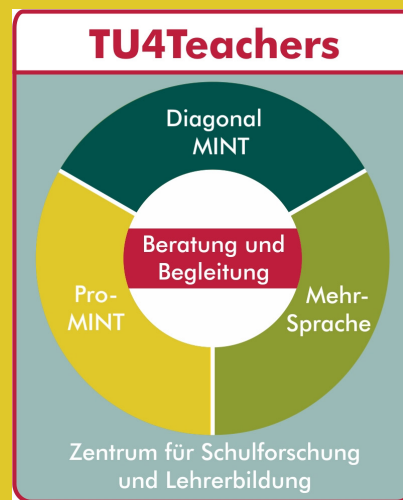 TU4Teachers
Diagonal
MINT
Beratung und
Begleitung
Pro-
MINT
Mehr-
Sprache
Zentrum für Schulforschung
und Lehrerbildung